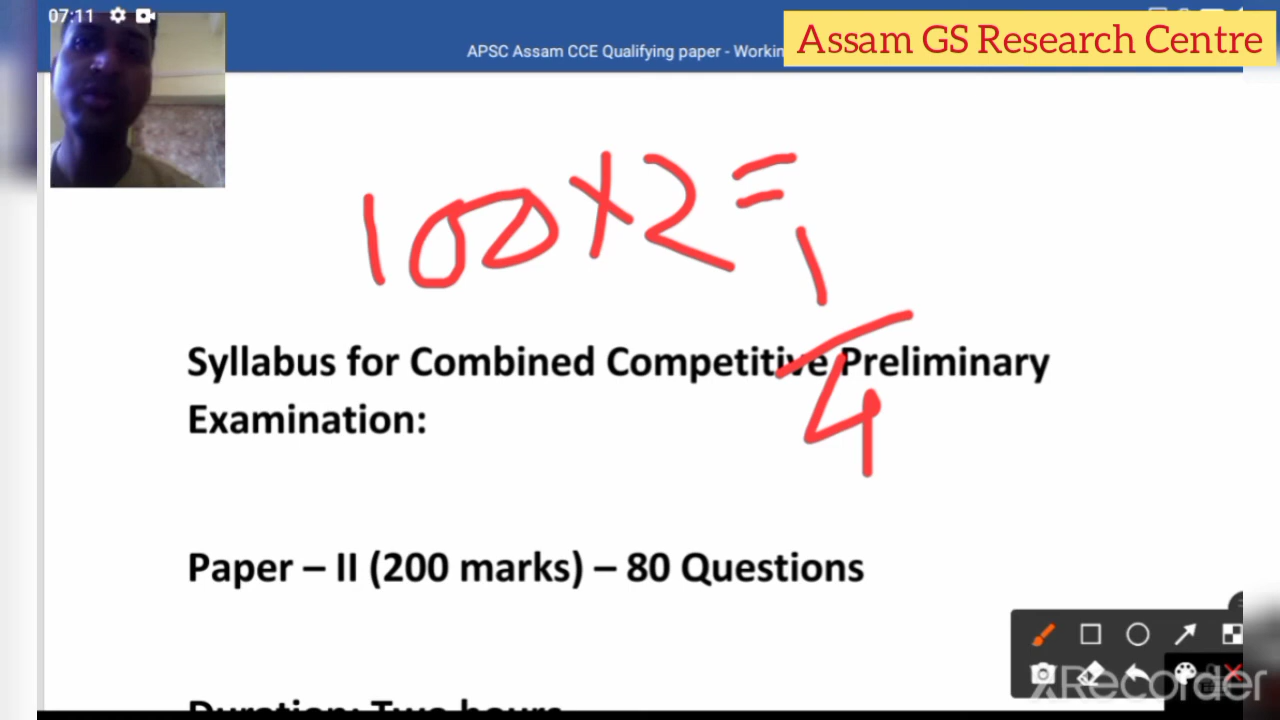 07:11
APSC Assam CCE Qualifying paper - Workin
Assam GS Research Centre
100 × 2 =
1
4
Syllabus for Combined Competitive Preliminary
Examination:
Paper – II (200 marks) – 80 Questions
Duration: Two hours
XRecorder